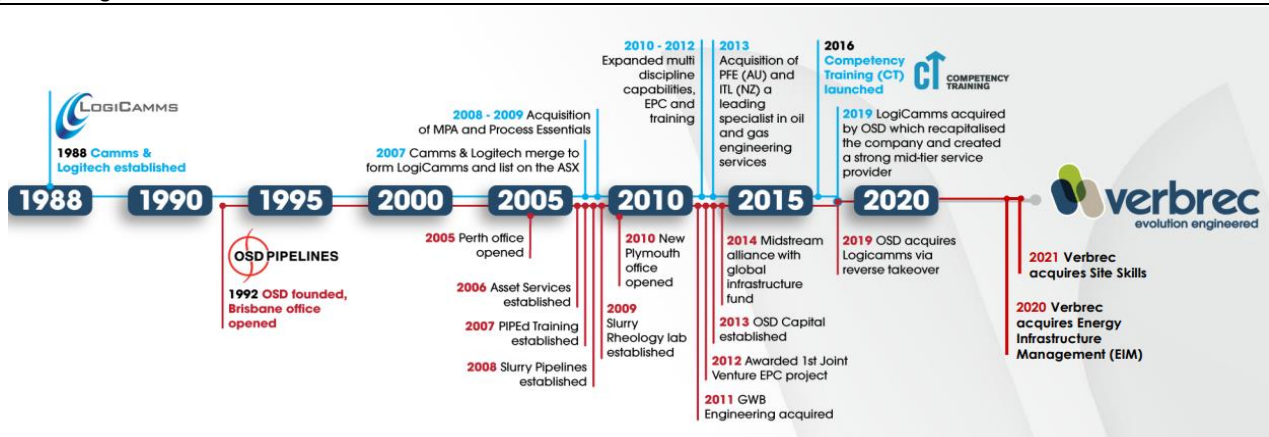 LOGICAMMS
1988 Camms &
Logitech established
2007 Camms & Logitech merge to
form LogiCamms and list on the ASX
2008 - 2009 Acquisition
of MPA and Process Essentials
2010 - 2012
Expanded multi
discipline
capabilities,
EPC and
training
2013
Acquisition of
PFE (AU) and
ITL (NZ) a
leading
specialist in oil
and gas
engineering
services
2016
Competency
Training (CT)
launched
CT COMPETENCY
TRAINING
2019 LogiCamms acquired
by OSD which recapitalised
the company and created
a strong mid-tier service
provider
1988 1990 1995 2000 2005 2010 2015 2020
verbrec
evolution engineered
OSD PIPELINES
1992 OSD founded,
Brisbane office
opened
2005 Perth office
opened
2006 Asset Services
established
2007 PIPEd Training
established
2008 Slurry Pipelines
established
2009
Slurry
Rheology lab
established
2010 New
Plymouth
office
opened
2011 GWB
Engineering acquired
2012 Awarded 1st Joint
Venture EPC project
2013 OSD Capital
established
2014 Midstream
alliance with
global
infrastructure
fund
2019 OSD acquires
Logicamms via
reverse takeover
2020 Verbrec
acquires Energy
Infrastructure
Management (EIM)
2021 Verbrec
acquires Site Skills